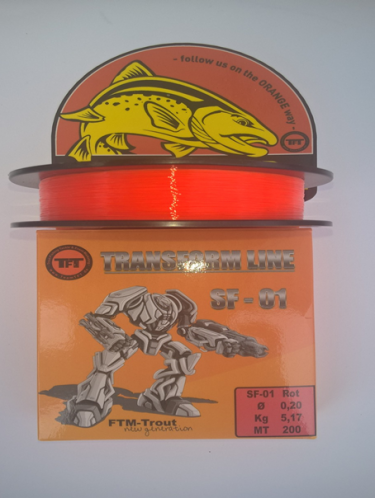 - follow us on the ORANGE way -
TFT
TFT
TRANSFORM LINE
SF - 01
FTM-Trout
new generation
SF-01 Rot
Ø 0,20
Kg 5,17
MT 200